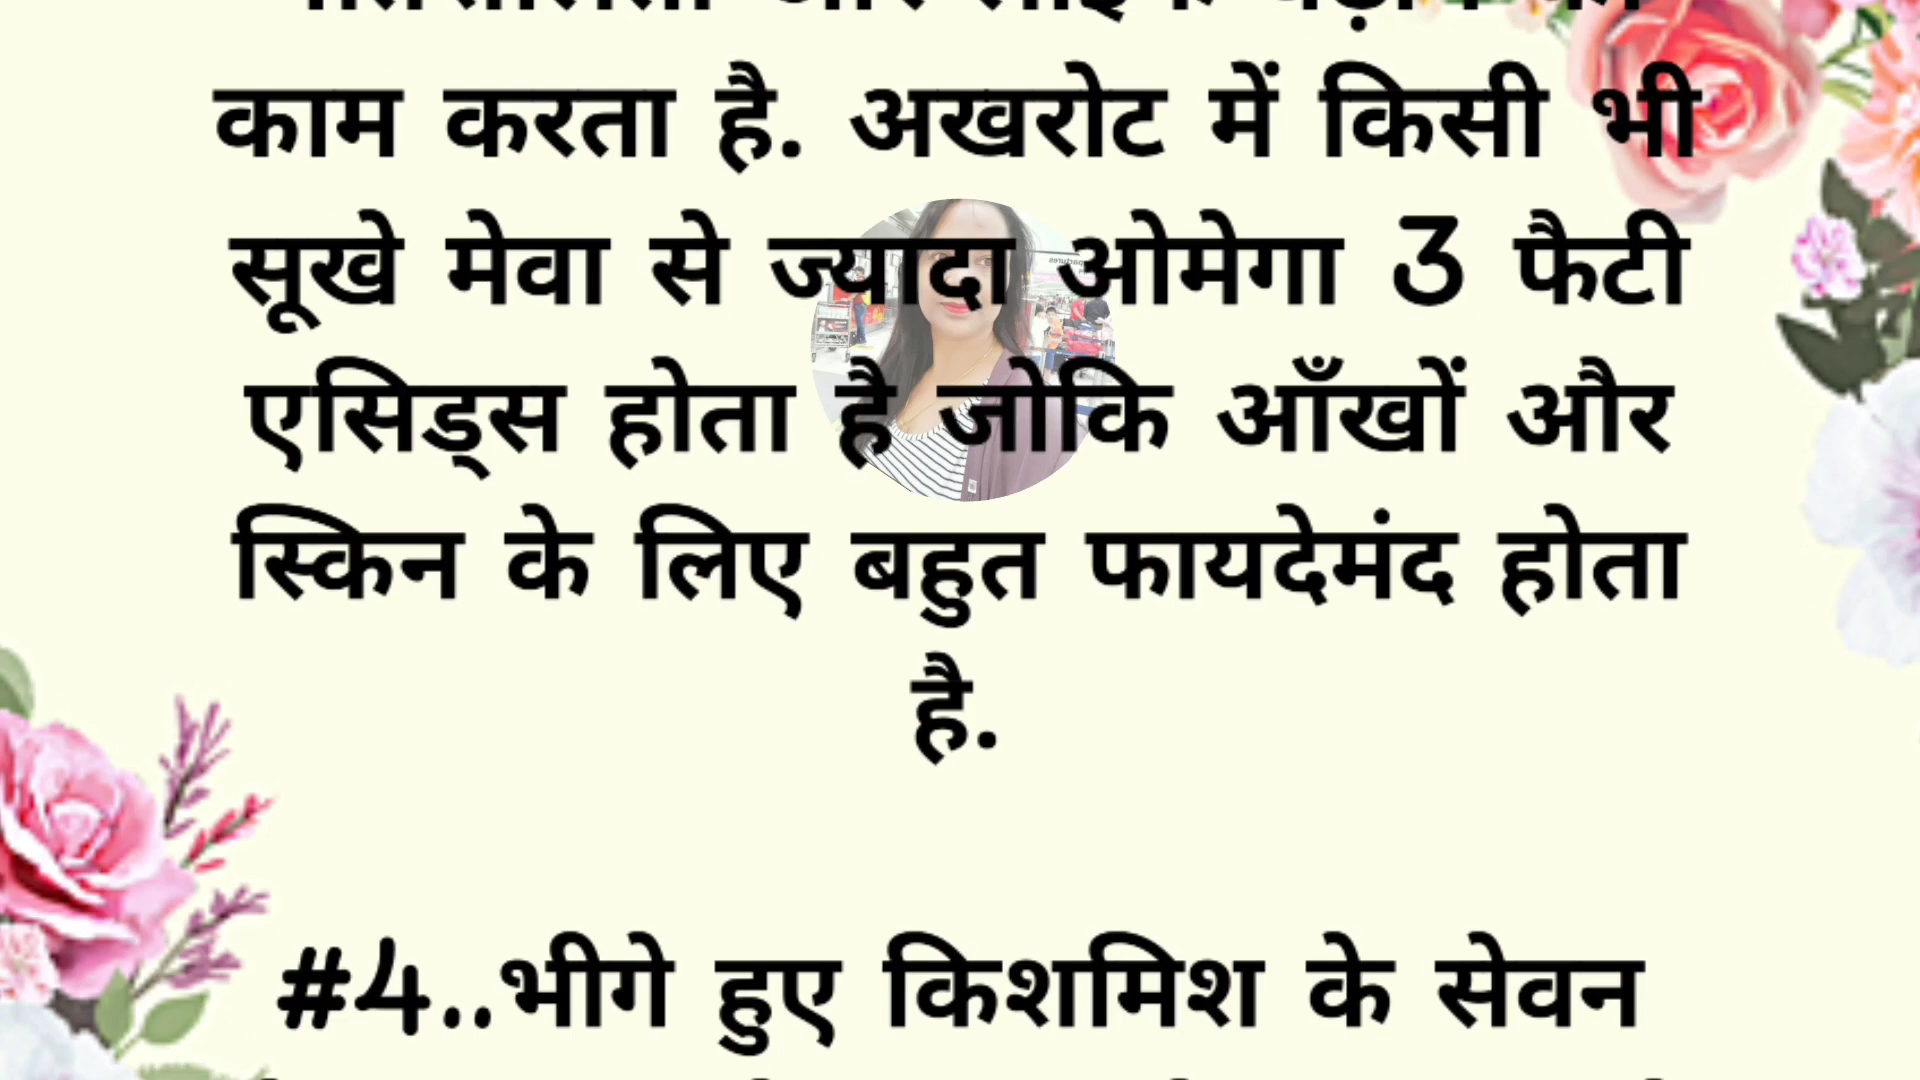 काम करता है. अखरोट में किसी भी
सूखे मेवा से ज्यादा ओमेगा 3 फैटी
एसिड्स होता है जोकि आँखों और
स्किन के लिए बहुत फायदेमंद होता
है.
#4..भीगे हुए किशमिश के सेवन